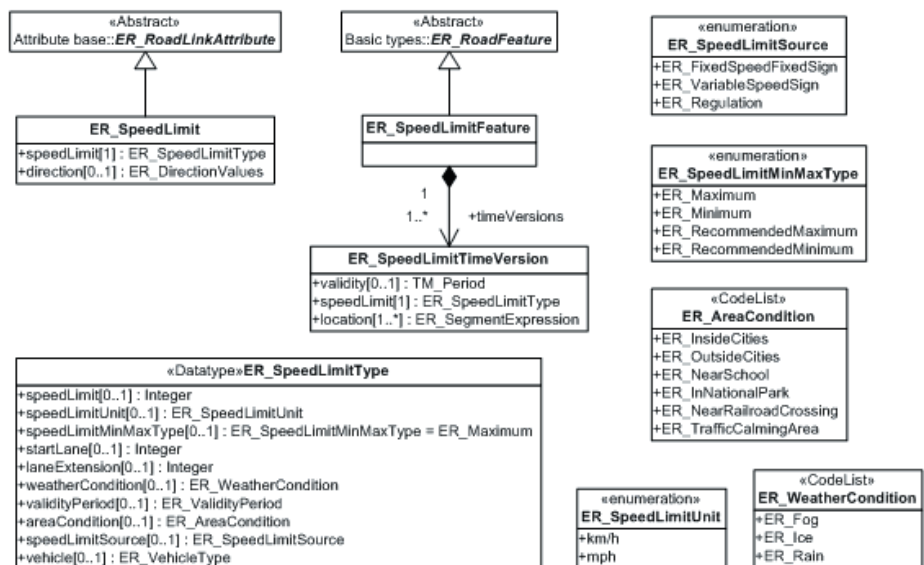 «Abstract»
Attribute base::ER_RoadLinkAttribute
ER_SpeedLimit
+speedLimit[1] : ER_SpeedLimitType
+direction[0..1] : ER_DirectionValues
«Abstract»
Basic types::ER_RoadFeature
ER_SpeedLimitFeature
1
1..*
+timeVersions
ER_SpeedLimitTimeVersion
+validity[0..1] : TM_Period
+speedLimit[1] : ER_SpeedLimitType
+location[1..*] : ER_SegmentExpression
«enumeration»
ER_SpeedLimitSource
+ER_FixedSpeedFixedSign
+ER_VariableSpeedSign
+ER_Regulation
«enumeration»
ER_SpeedLimitMinMaxType
+ER_Maximum
+ER_Minimum
+ER_RecommendedMaximum
+ER_RecommendedMinimum
«CodeList»
ER_AreaCondition
+ER_InsideCities
+ER_OutsideCities
+ER_NearSchool
+ER_InNationalPark
+ER_NearRailroadCrossing
+ER_TrafficCalmingArea
«Datatype»ER_SpeedLimitType
+speedLimit[0..1] : Integer
+speedLimitUnit[0..1] : ER_SpeedLimitUnit
+speedLimitMinMaxType[0..1] : ER_SpeedLimitMinMaxType = ER_Maximum
+startLane[0..1] : Integer
+laneExtension[0..1] : Integer
+weatherCondition[0..1] : ER_WeatherCondition
+validityPeriod[0..1] : ER_ValidityPeriod
+areaCondition[0..1] : ER_AreaCondition
+speedLimitSource[0..1] : ER_SpeedLimitSource
+vehicle[0..1] : ER_VehicleType
«enumeration»
ER_SpeedLimitUnit
+km/h
+mph
«CodeList»
ER_WeatherCondition
+ER_Fog
+ER_Ice
+ER_Rain